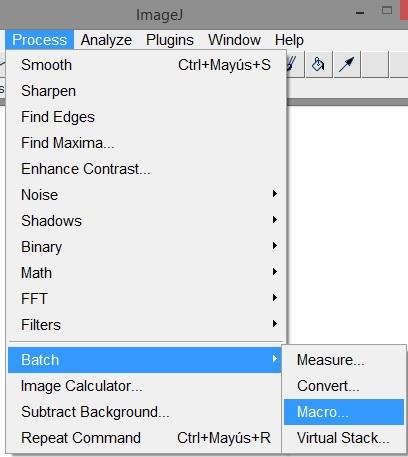 ImageJ
Process Analyze Plugins Window Help
Smooth Ctrl+Mayús+S
Sharpen
Find Edges
Find Maxima...
Enhance Contrast...
Noise
Shadows
Binary
Math
FFT
Filters
Batch
Measure...
Image Calculator...
Convert...
Subtract Background...
Macro...
Repeat Command Ctrl+Mayús+R
Virtual Stack...